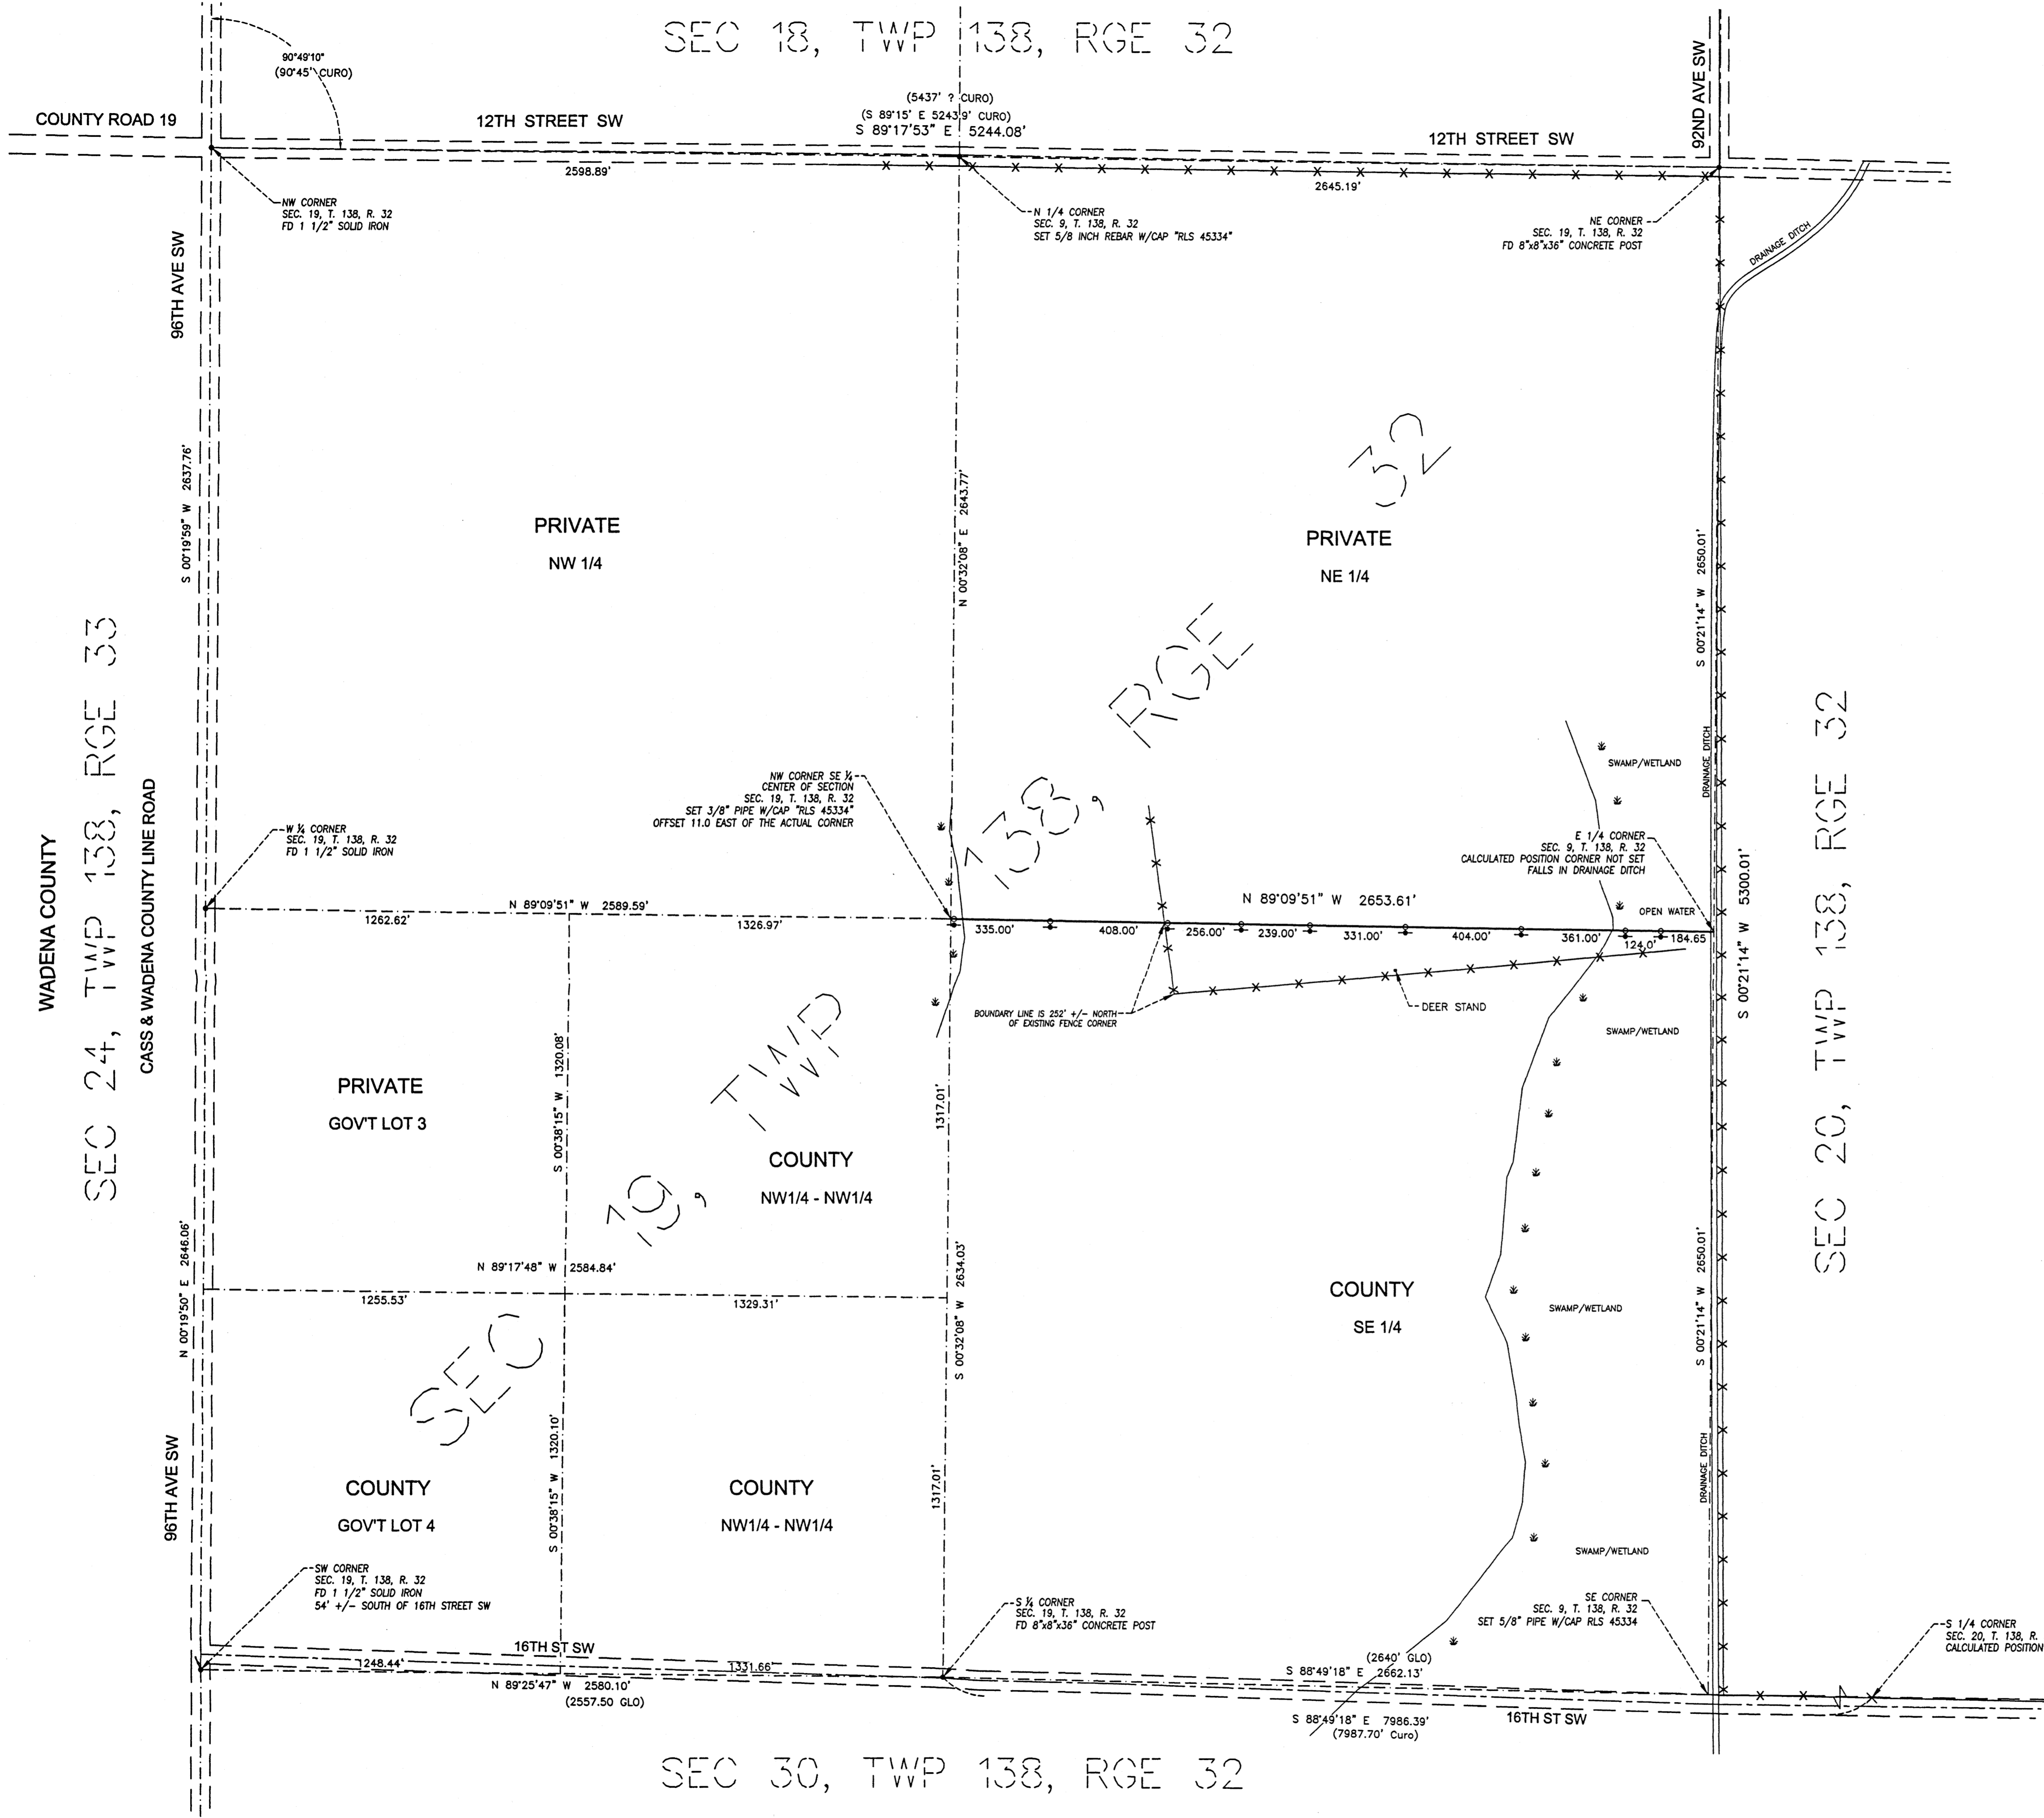 SEC 18, TWP 138, RGE 32
90°49'10"
(90°45' CURO)
COUNTY ROAD 19
12TH STREET SW
(5437' ? CURO)
(S 89°15' E 5243.9' CURO)
S 89°17'53" E 5244.08'
12TH STREET SW
92ND AVE SW
2598.89'
2645.19'
NW CORNER
SEC. 19, T. 138, R. 32
FD 1 1/2" SOLID IRON
N 1/4 CORNER
SEC. 9, T. 138, R. 32
SET 5/8 INCH REBAR W/CAP "RLS 45334"
NE CORNER
SEC. 19, T. 138, R. 32
FD 8"x8"x36" CONCRETE POST
DRAINAGE DITCH
96TH AVE SW
S 00°19'59" W 2637.76'
N 00°32'08" E 2643.77'
S 00°21'14" W 2650.01'
PRIVATE
NW 1/4
PRIVATE
NE 1/4
SEC 19, TWP 138, RGE 32
WADENA COUNTY
SEC 24, TWP 138, RGE 33
CASS & WADENA COUNTY LINE ROAD
SEC 20, TWP 138, RGE 32
NW CORNER SE ¼
CENTER OF SECTION
SEC. 19, T. 138, R. 32
SET 3/8" PIPE W/CAP "RLS 45334"
OFFSET 11.0 EAST OF THE ACTUAL CORNER
W ¼ CORNER
SEC. 19, T. 138, R. 32
FD 1 1/2" SOLID IRON
SWAMP/WETLAND
DRAINAGE DITCH
E 1/4 CORNER
SEC. 9, T. 138, R. 32
CALCULATED POSITION CORNER NOT SET
FALLS IN DRAINAGE DITCH
OPEN WATER
N 89°09'51" W 2589.59'
1262.62'
1326.97'
N 89°09'51" W 2653.61'
335.00'
408.00'
256.00'
239.00'
331.00'
404.00'
361.00'
124.0'
184.65
S 00°21'14" W 5300.01'
BOUNDARY LINE IS 252' +/- NORTH
OF EXISTING FENCE CORNER
DEER STAND
SWAMP/WETLAND
PRIVATE
GOV'T LOT 3
S 00°38'15" W 1320.08'
1317.01'
COUNTY
NW1/4 - NW1/4
N 00°19'50" E 2646.06'
N 89°17'48" W 2584.84'
1255.53'
1329.31'
S 00°32'08" W 2634.03'
COUNTY
SE 1/4
SWAMP/WETLAND
S 00°21'14" W 2650.01'
96TH AVE SW
COUNTY
GOV'T LOT 4
S 00°38'15" W 1320.10'
COUNTY
NW1/4 - NW1/4
1317.01'
DRAINAGE DITCH
SWAMP/WETLAND
SW CORNER
SEC. 19, T. 138, R. 32
FD 1 1/2" SOLID IRON
54' +/- SOUTH OF 16TH STREET SW
S ¼ CORNER
SEC. 19, T. 138, R. 32
FD 8"x8"x36" CONCRETE POST
SE CORNER
SEC. 9, T. 138, R. 32
SET 5/8" PIPE W/CAP RLS 45334
S 1/4 CORNER
SEC. 20, T. 138, R.
CALCULATED POSITION
16TH ST SW
1248.44'
1331.66'
N 89°25'47" W 2580.10'
(2557.50 GLO)
(2640' GLO)
S 88°49'18" E 2662.13'
S 88°49'18" E 7986.39'
(7987.70' Curo)
16TH ST SW
SEC 30, TWP 138, RGE 32